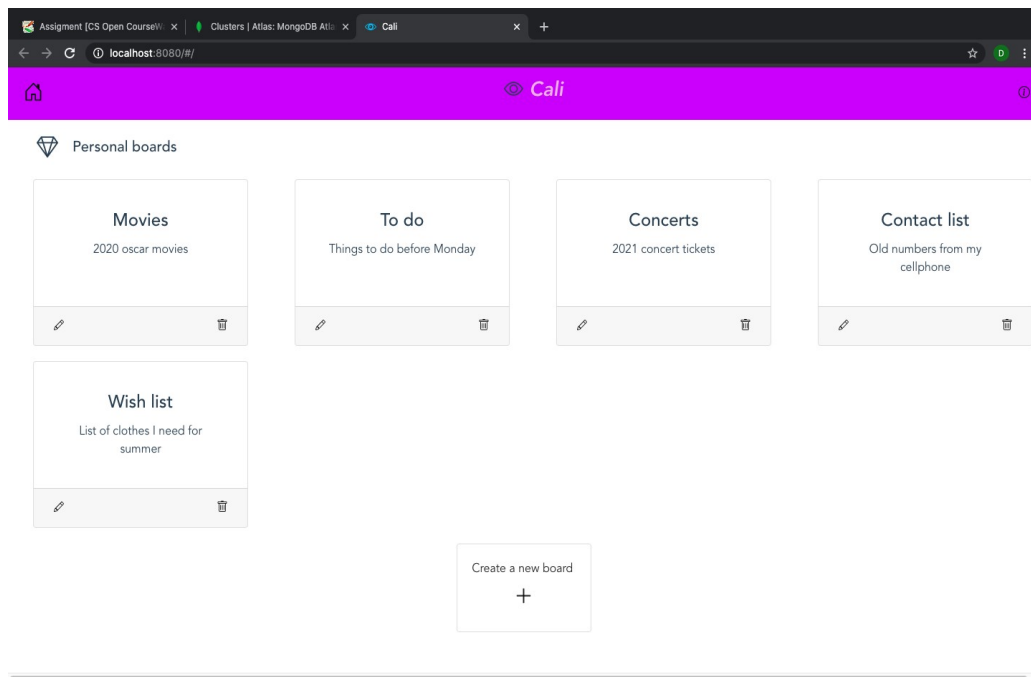 Assigment [CS Open CourseW
Clusters | Atlas: MongoDB Atla
Cali
localhost:8080/#/
D
Cali
Personal boards
Movies
2020 oscar movies
To do
Things to do before Monday
Concerts
2021 concert tickets
Contact list
Old numbers from my
cellphone
Wish list
List of clothes I need for
summer
Create a new board
+